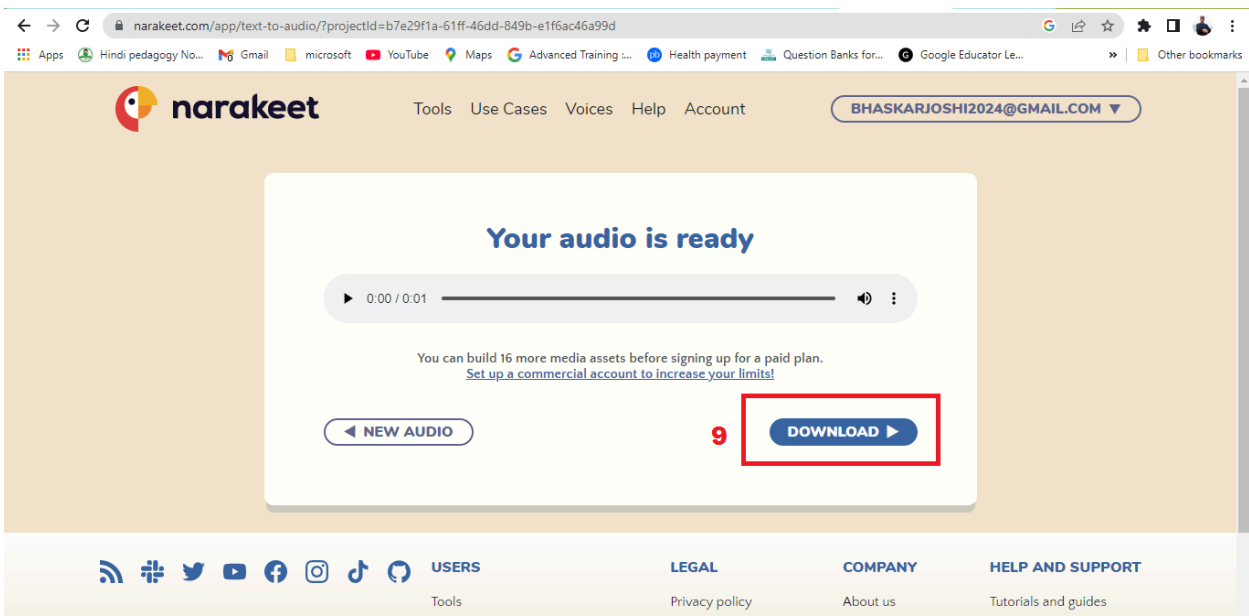 narakeet.com/app/text-to-audio/?projectId=b7e29f1a-61ff-46dd-849b-e1f6ac46a99d
Apps Hindi pedagogy No... Gmail microsoft YouTube Maps Advanced Training :... Health payment Question Banks for... Google Educator Le... » Other bookmarks
narakeet Tools Use Cases Voices Help Account BHASKARJOSHI2024@GMAIL.COM ▼
Your audio is ready
0:00 / 0:01
You can build 16 more media assets before signing up for a paid plan.
Set up a commercial account to increase your limits!
◀ NEW AUDIO 9 DOWNLOAD ▶
USERS LEGAL COMPANY HELP AND SUPPORT
Tools Privacy policy About us Tutorials and guides